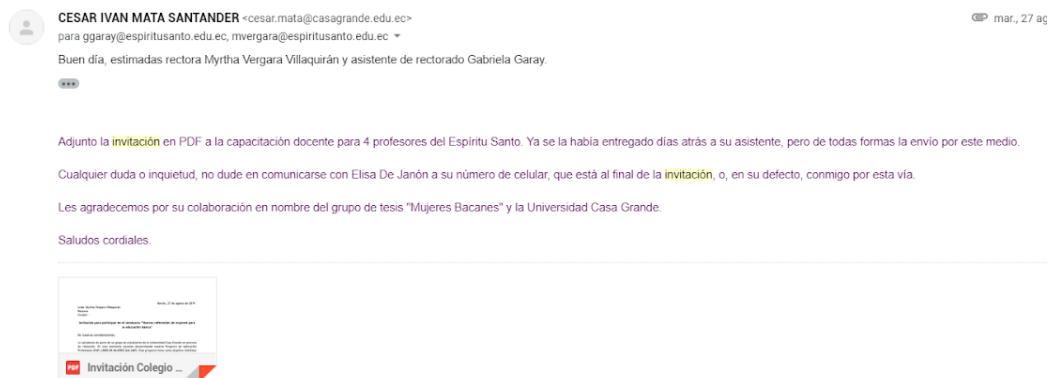 CESAR IVAN MATA SANTANDER <cesar.mata@casagrande.edu.ec>
mar., 27 ag
para ggaray@espiritusanto.edu.ec, mvergara@espiritusanto.edu.ec
Buen día, estimadas rectora Myrtha Vergara Villaquirán y asistente de rectorado Gabriela Garay.
Adjunto la invitación en PDF a la capacitación docente para 4 profesores del Espíritu Santo. Ya se la había entregado días atrás a su asistente, pero de todas formas la envío por este medio.
Cualquier duda o inquietud, no dude en comunicarse con Elisa De Janón a su número de celular, que está al final de la invitación, o, en su defecto, conmigo por esta vía.
Les agradecemos por su colaboración en nombre del grupo de tesis "Mujeres Bacanes" y la Universidad Casa Grande.
Saludos cordiales.
PDF Invitación Colegio ...